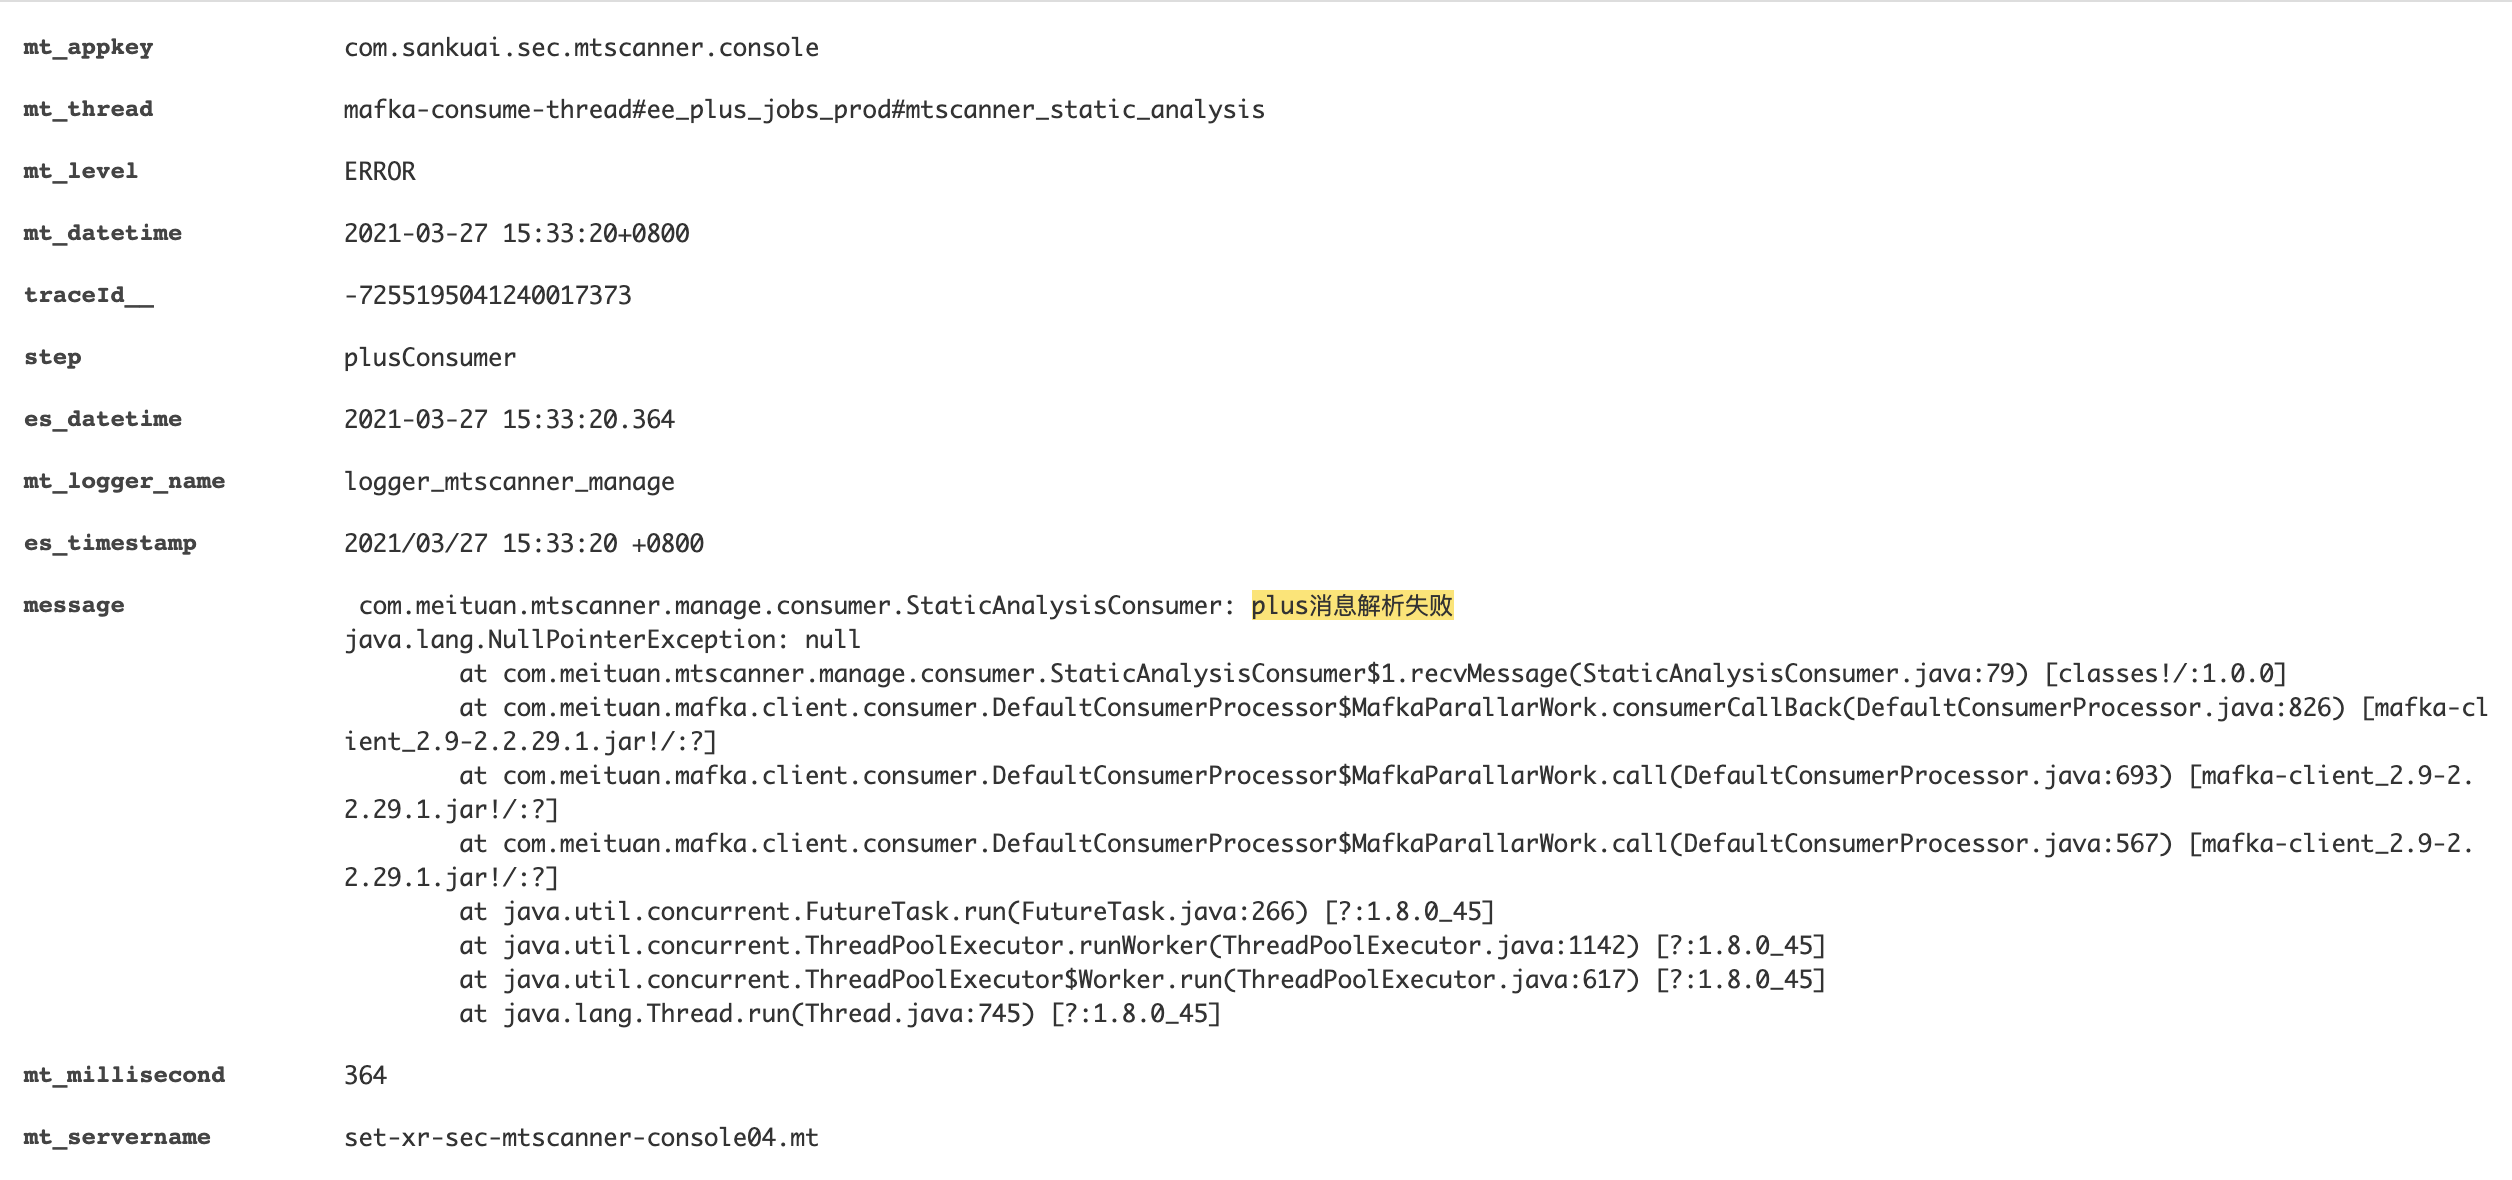 mt_appkey com.sankuai.sec.mtscanner.console
mt_thread mafka-consume-thread#ee_plus_jobs_prod#mtscanner_static_analysis
mt_level ERROR
mt_datetime 2021-03-27 15:33:20+0800
traceId__ -7255195041240017373
step plusConsumer
es_datetime 2021-03-27 15:33:20.364
mt_logger_name logger_mtscanner_manage
es_timestamp 2021/03/27 15:33:20 +0800
message com.meituan.mtscanner.manage.consumer.StaticAnalysisConsumer: plus消息解析失败
java.lang.NullPointerException: null
at com.meituan.mtscanner.manage.consumer.StaticAnalysisConsumer$1.recvMessage(StaticAnalysisConsumer.java:79) [classes!/:1.0.0]
at com.meituan.mafka.client.consumer.DefaultConsumerProcessor$MafkaParallarWork.consumerCallBack(DefaultConsumerProcessor.java:826) [mafka-cl
ient_2.9-2.2.29.1.jar!/:?]
at com.meituan.mafka.client.consumer.DefaultConsumerProcessor$MafkaParallarWork.call(DefaultConsumerProcessor.java:693) [mafka-client_2.9-2.
2.29.1.jar!/:?]
at com.meituan.mafka.client.consumer.DefaultConsumerProcessor$MafkaParallarWork.call(DefaultConsumerProcessor.java:567) [mafka-client_2.9-2.
2.29.1.jar!/:?]
at java.util.concurrent.FutureTask.run(FutureTask.java:266) [?:1.8.0_45]
at java.util.concurrent.ThreadPoolExecutor.runWorker(ThreadPoolExecutor.java:1142) [?:1.8.0_45]
at java.util.concurrent.ThreadPoolExecutor$Worker.run(ThreadPoolExecutor.java:617) [?:1.8.0_45]
at java.lang.Thread.run(Thread.java:745) [?:1.8.0_45]
mt_millisecond 364
mt_servername set-xr-sec-mtscanner-console04.mt